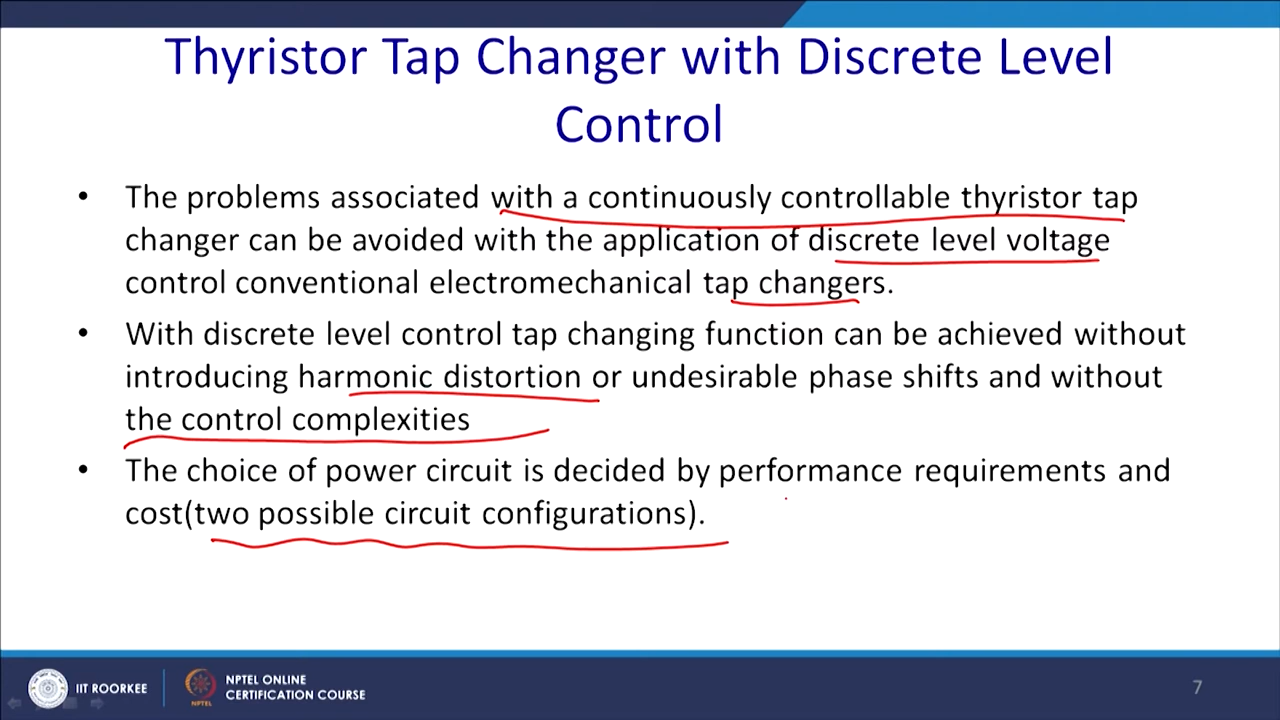 Thyristor Tap Changer with Discrete Level
Control
• The problems associated with a continuously controllable thyristor tap
changer can be avoided with the application of discrete level voltage
control conventional electromechanical tap changers.
• With discrete level control tap changing function can be achieved without
introducing harmonic distortion or undesirable phase shifts and without
the control complexities
• The choice of power circuit is decided by performance requirements and
cost(two possible circuit configurations).
IIT ROORKEE
NPTEL
NPTEL ONLINE
CERTIFICATION COURSE
7